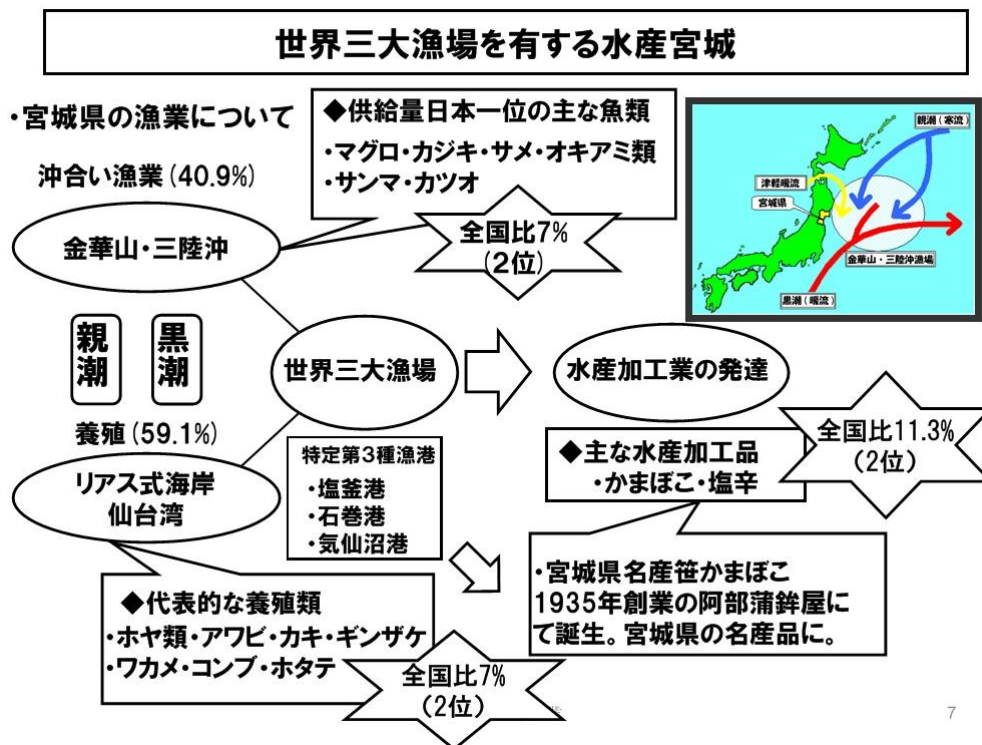 世界三大漁場を有する水産宮城
・宮城県の漁業について
沖合い漁業(40.9%)
金華山・三陸沖
◆供給量日本一位の主な魚類
・マグロ・カジキ・サメ・オキアミ類
・サンマ・カツオ
全国比7%
(2位)
親潮(寒流)
津軽暖流
宮城県
金華山・三陸沖漁場
黒潮(暖流)
親潮
黒潮
世界三大漁場
水産加工業の発達
全国比11.3%
(2位)
養殖(59.1%)
リアス式海岸
仙台湾
特定第3種漁港
・塩釜港
・石巻港
・気仙沼港
◆主な水産加工品
・かまぼこ・塩辛
・宮城県名産笹かまぼこ
1935年創業の阿部蒲鉾屋に
て誕生。宮城県の名産品に。
◆代表的な養殖類
・ホヤ類・アワビ・カキ・ギンザケ
・ワカメ・コンブ・ホタテ
全国比7%
(2位)
7